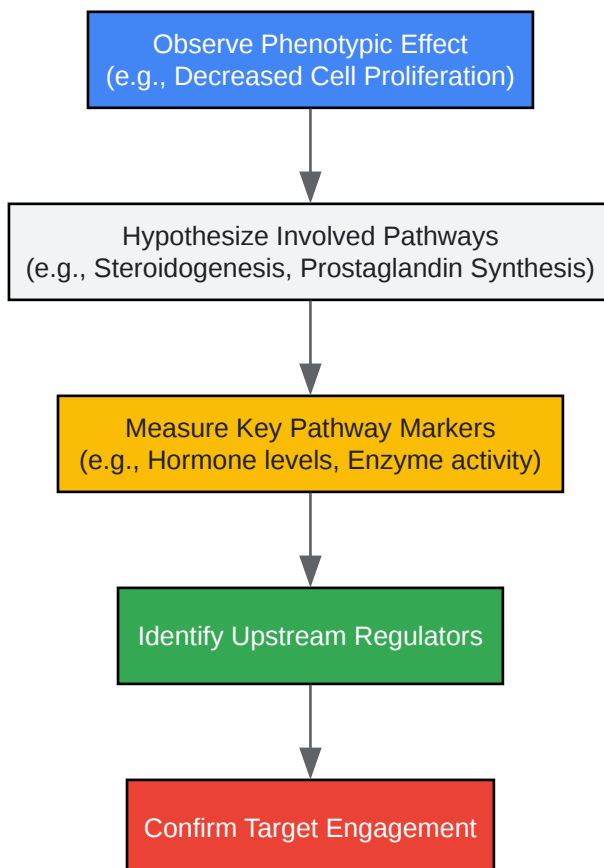 Observe Phenotypic Effect
(e.g., Decreased Cell Proliferation)
Hypothesize Involved Pathways
(e.g., Steroidogenesis, Prostaglandin Synthesis)
Measure Key Pathway Markers
(e.g., Hormone levels, Enzyme activity)
Identify Upstream Regulators
Confirm Target Engagement